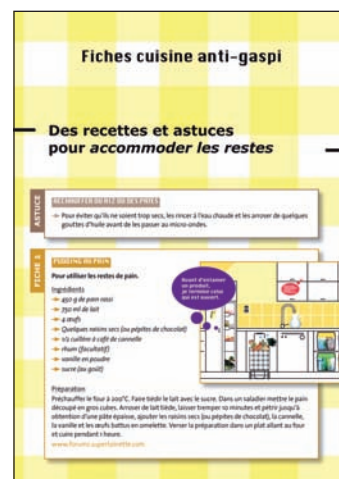 Fiches cuisine anti-gaspi
Des recettes et astuces
pour accommoder les restes
ASTUCE
RÉCHAUFFER DU RIZ OU DES PÂTES
Pour éviter qu'ils ne soient trop secs, les rincer à l'eau chaude et les arroser de quelques
gouttes d'huile avant de les passer au micro-ondes.
FICHE 1
PUDDING AU PAIN
Pour utiliser les restes de pain.
Ingrédients
450 g de pain rassi
750 ml de lait
4 œufs
Quelques raisins secs (ou pépites de chocolat)
1/2 cuillère à café de cannelle
rhum (facultatif)
vanille en poudre
sucre (au goût)
Avant d'entamer
un produit,
je termine celui
qui est ouvert.
Préparation
Préchauffer le four à 200°C. Faire tiédir le lait avec le sucre. Dans un saladier mettre le pain
découpé en gros cubes. Arroser de lait tiède, laisser tremper 10 minutes et pétrir jusqu'à
obtention d'une pâte épaisse, ajouter les raisins secs (ou pépites de chocolat), la cannelle,
la vanille et les œufs battus en omelette. Verser la préparation dans un plat allant au four
et cuire pendant 1 heure.